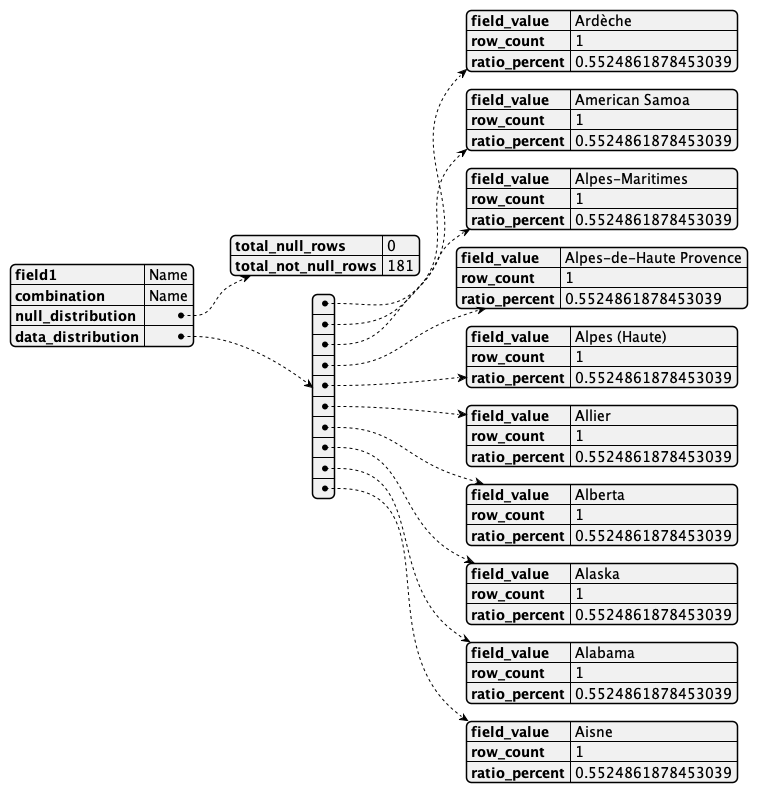 field1 Name
combination Name
null_distribution
data_distribution
total_null_rows 0
total_not_null_rows 181
field_value Ardèche
row_count 1
ratio_percent 0.5524861878453039
field_value American Samoa
row_count 1
ratio_percent 0.5524861878453039
field_value Alpes-Maritimes
row_count 1
ratio_percent 0.5524861878453039
field_value Alpes-de-Haute Provence
row_count 1
ratio_percent 0.5524861878453039
field_value Alpes (Haute)
row_count 1
ratio_percent 0.5524861878453039
field_value Allier
row_count 1
ratio_percent 0.5524861878453039
field_value Alberta
row_count 1
ratio_percent 0.5524861878453039
field_value Alaska
row_count 1
ratio_percent 0.5524861878453039
field_value Alabama
row_count 1
ratio_percent 0.5524861878453039
field_value Aisne
row_count 1
ratio_percent 0.5524861878453039